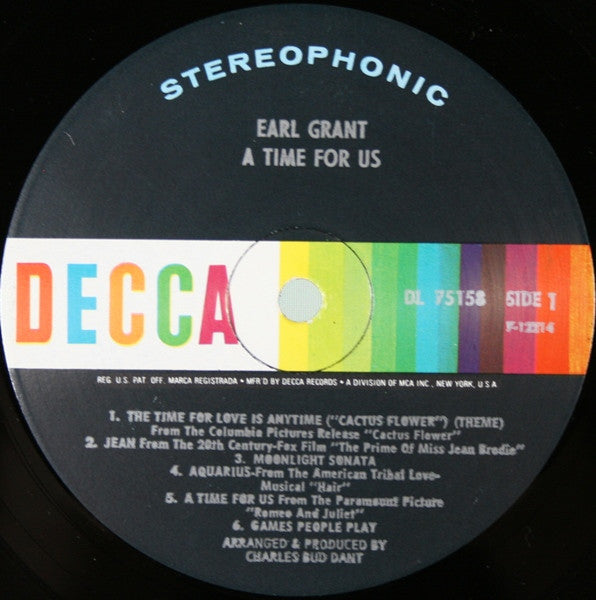 STEREOPHONIC
EARL GRANT
A TIME FOR US
DECCA
DL 75158 SIDE 1
REG. U.S. PAT. OFF. MARCA REGISTRADA • MFR'D BY DECCA RECORDS • A DIVISION OF MCA INC., NEW YORK, U.S.A
1. THE TIME FOR LOVE IS ANYTIME ("CACTUS FLOWER") (THEME)
From The Columbia Pictures Release "Cactus Flower"
2. JEAN From The 20th Century-Fox Film "The Prime Of Miss Jean Brodie"
3. MOONLIGHT SONATA
4. AQUARIUS-From The American Tribal Love-
Musical "Hair"
5. A TIME FOR US From The Paramount Picture
"Romeo And Juliet"
6. GAMES PEOPLE PLAY
ARRANGED & PRODUCED BY
CHARLES BUD DANT